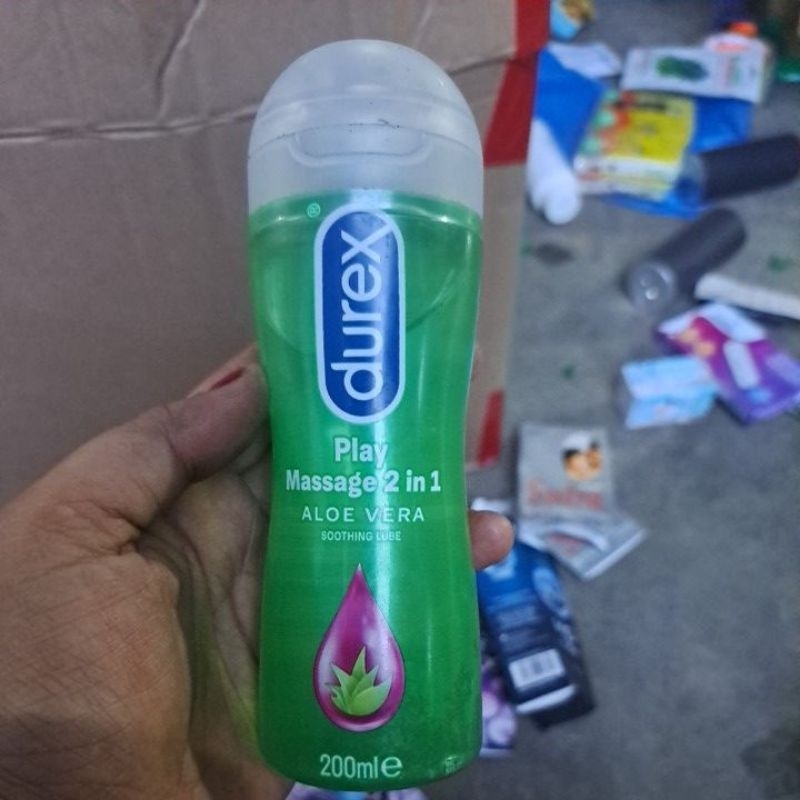 durex
Play
Massage 2 in 1
ALOE VERA
SOOTHING LUBE
200ml e